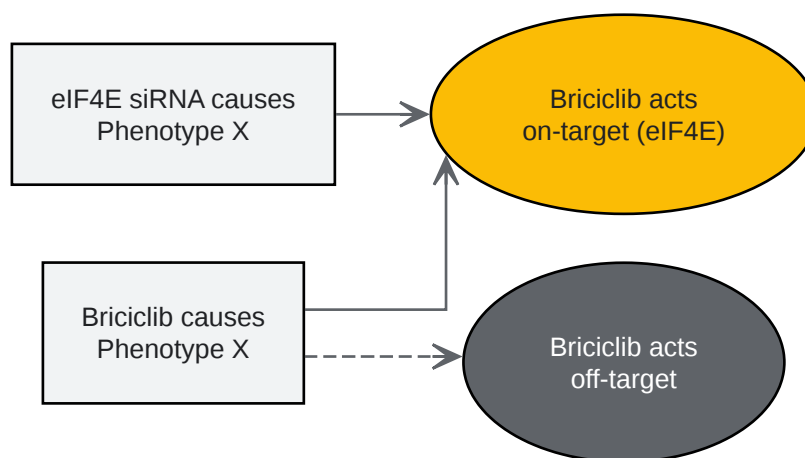 eIF4E siRNA causes
Phenotype X
Briciclib acts
on-target (eIF4E)
Briciclib causes
Phenotype X
Briciclib acts
off-target